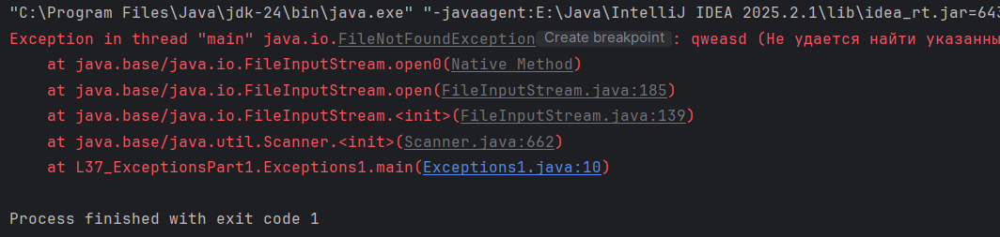 "C:\Program Files\Java\jdk-24\bin\java.exe" "-javaagent:E:\Java\IntelliJ IDEA 2025.2.1\lib\idea_rt.jar=643
Exception in thread "main" java.io.FileNotFoundException Create breakpoint : qweasd (Не удается найти указанны
at java.base/java.io.FileInputStream.open0(Native Method)
at java.base/java.io.FileInputStream.open(FileInputStream.java:185)
at java.base/java.io.FileInputStream.<init>(FileInputStream.java:139)
at java.base/java.util.Scanner.<init>(Scanner.java:662)
at L37_ExceptionsPart1.Exceptions1.main(Exceptions1.java:10)
Process finished with exit code 1